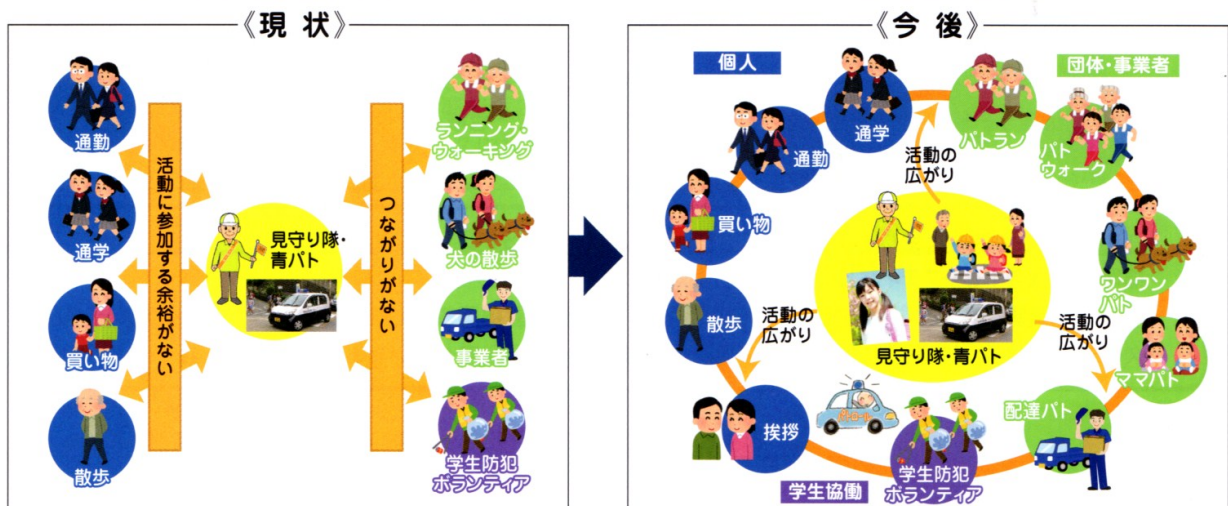 《現 状》
通勤
通学
買い物
散歩
活動に参加する余裕がない
見守り隊・
青パト
つながりがない
ランニング・
ウォーキング
犬の散歩
事業者
学生防犯
ボランティア
《今 後》
個人
団体・事業者
通学
通勤
買い物
散歩
挨拶
パトラン
パト
ウォーク
ワンワン
パト
ママパト
配達パト
活動の
広がり
活動の
広がり
活動の
広がり
見守り隊・青パト
学生防犯
ボランティア
学生協働